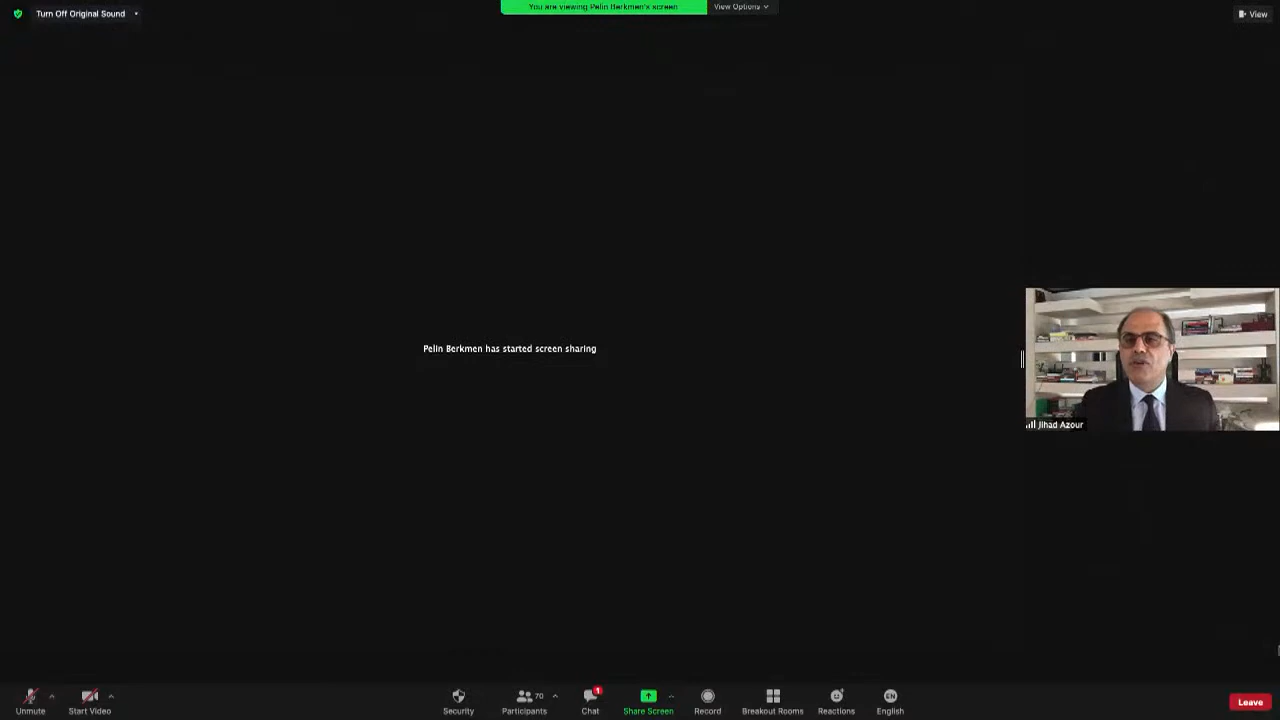 Turn Off Original Sound
You are viewing Pelin Berkmen's screen
View Options
View
Pelin Berkmen has started screen sharing
Jihad Azour
Unmute
Start Video
Security
70
Participants
1
Chat
Share Screen
Record
Breakout Rooms
Reactions
EN
English
Leave